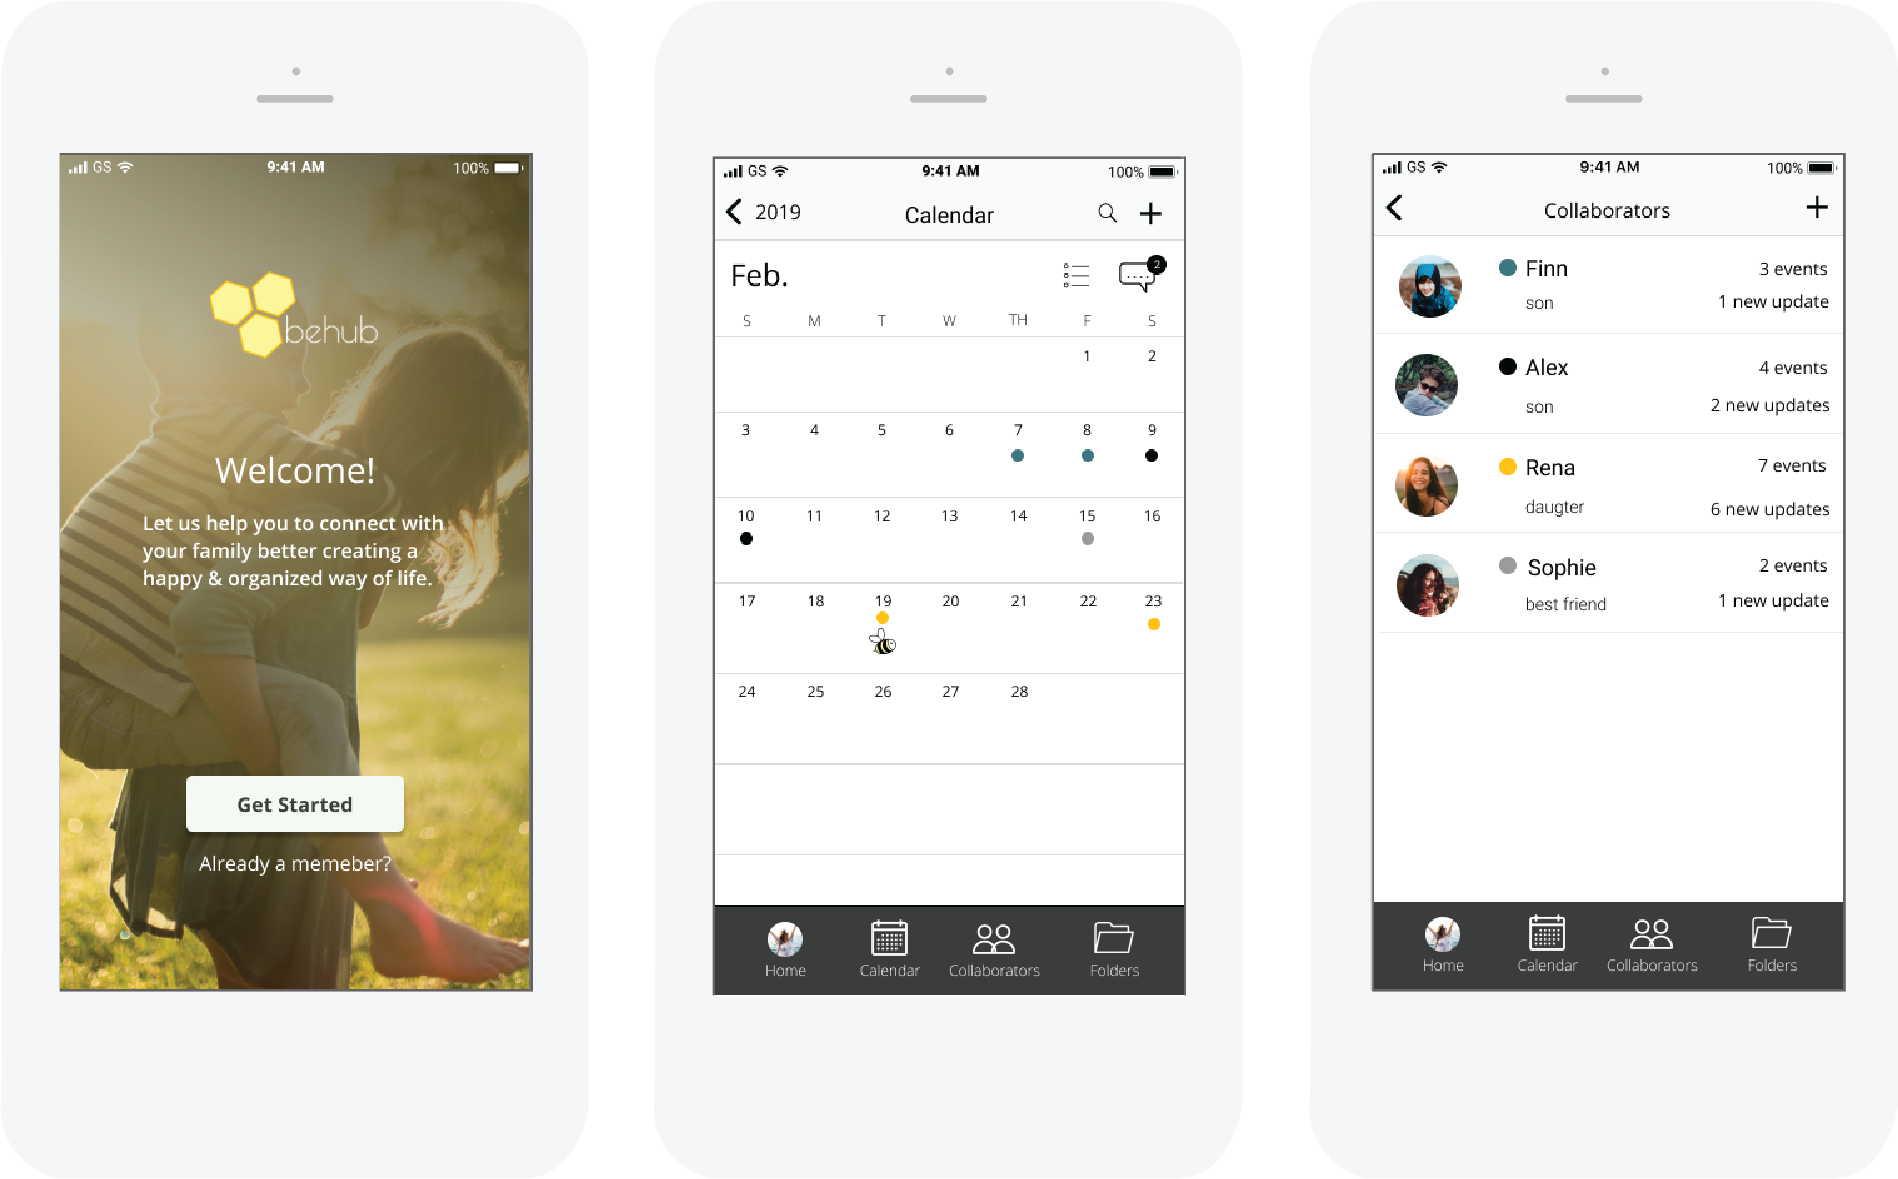 GS 9:41 AM 100%
behub
Welcome!
Let us help you to connect with
your family better creating a
happy & organized way of life.
Get Started
Already a memeber?
GS 9:41 AM 100%
2019 Calendar
Feb. 2
S M T W TH F S
1 2
3 4 5 6 7 8 9
10 11 12 13 14 15 16
17 18 19 20 21 22 23
24 25 26 27 28
Home Calendar Collaborators Folders
GS 9:41 AM 100%
Collaborators
Finn 3 events
son 1 new update
Alex 4 events
son 2 new updates
Rena 7 events
daugter 6 new updates
Sophie 2 events
best friend 1 new update
Home Calendar Collaborators Folders